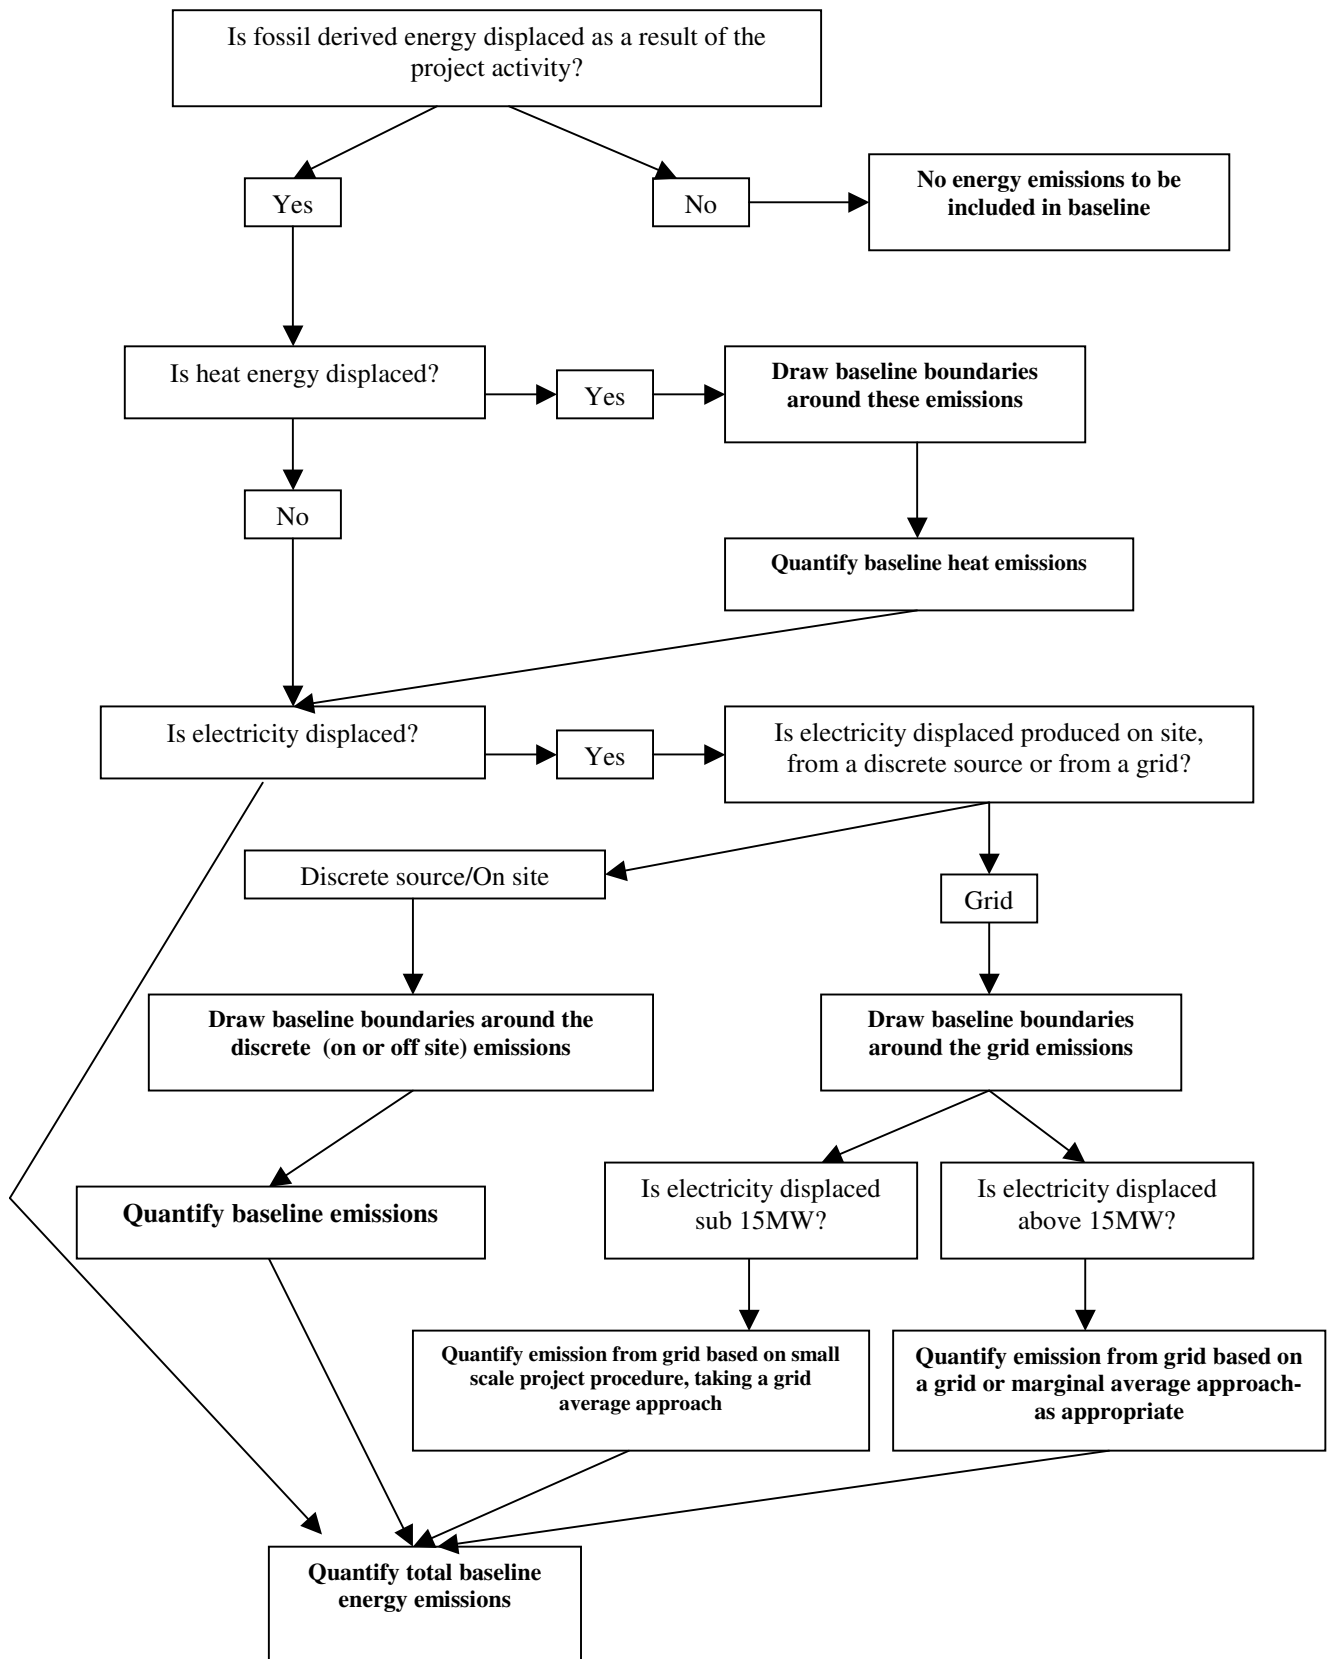 Is fossil derived energy displaced as a result of the
project activity?
Yes
No
No energy emissions to be
included in baseline
Is heat energy displaced?
Yes
Draw baseline boundaries
around these emissions
No
Quantify baseline heat emissions
Is electricity displaced?
Yes
Is electricity displaced produced on site,
from a discrete source or from a grid?
Discrete source/On site
Grid
Draw baseline boundaries around the
discrete  (on or off site) emissions
Draw baseline boundaries
around the grid emissions
Quantify baseline emissions
Is electricity displaced
sub 15MW?
Is electricity displaced
above 15MW?
Quantify emission from grid based on small
scale project procedure, taking a grid
average approach
Quantify emission from grid based on
a grid or marginal average approach-
as appropriate
Quantify total baseline
energy emissions